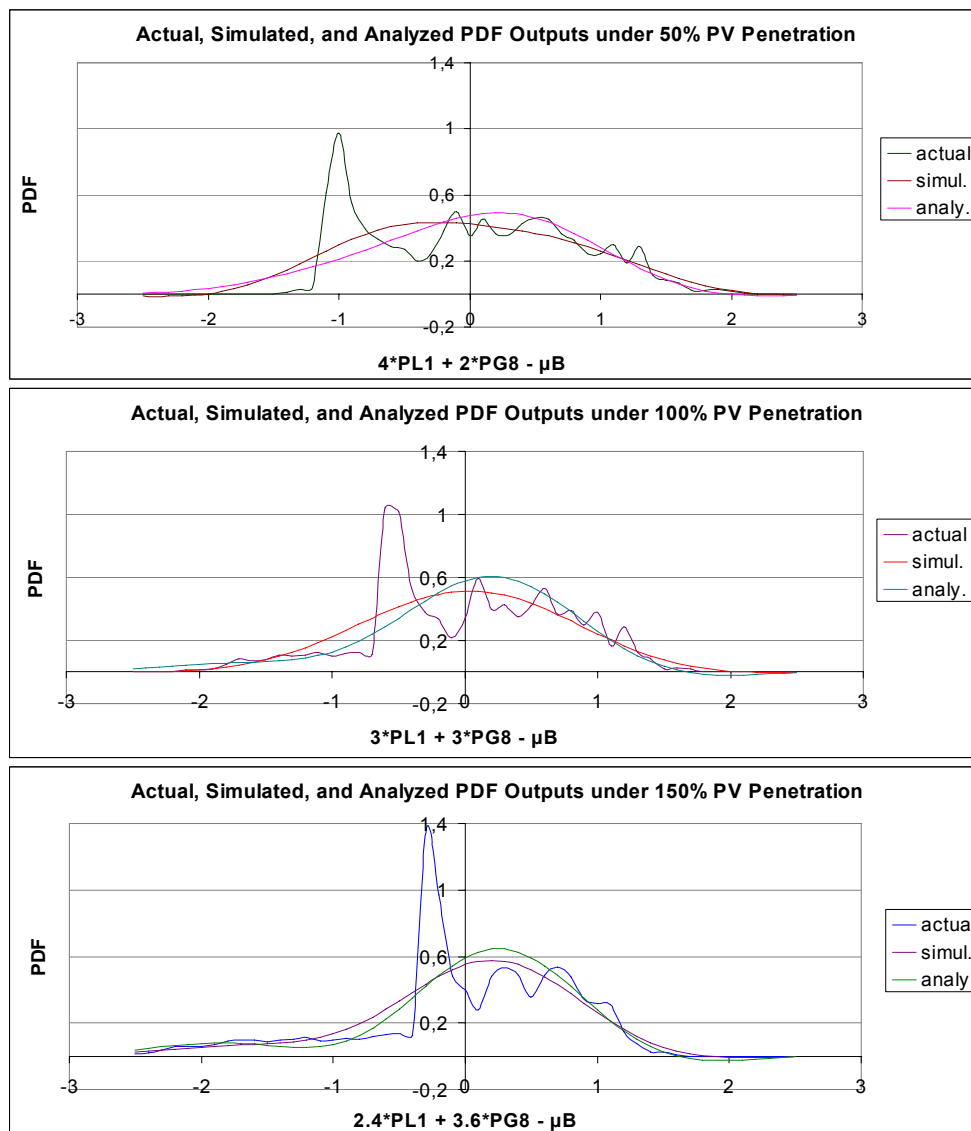 Actual, Simulated, and Analyzed PDF Outputs under 50% PV Penetration
1,4
1
0,6
0,2
-0,2
-3
-2
-1
0
1
2
3
PDF
4*PL1 + 2*PG8 - µB
actual
simul.
analy.
Actual, Simulated, and Analyzed PDF Outputs under 100% PV Penetration
1,4
1
0,6
0,2
-0,2
-3
-2
-1
0
1
2
3
PDF
3*PL1 + 3*PG8 - µB
actual
simul.
analy.
Actual, Simulated, and Analyzed PDF Outputs under 150% PV Penetration
1,4
1
0,6
0,2
-0,2
-3
-2
-1
0
1
2
3
PDF
2.4*PL1 + 3.6*PG8 - µB
actual
simul.
analy.